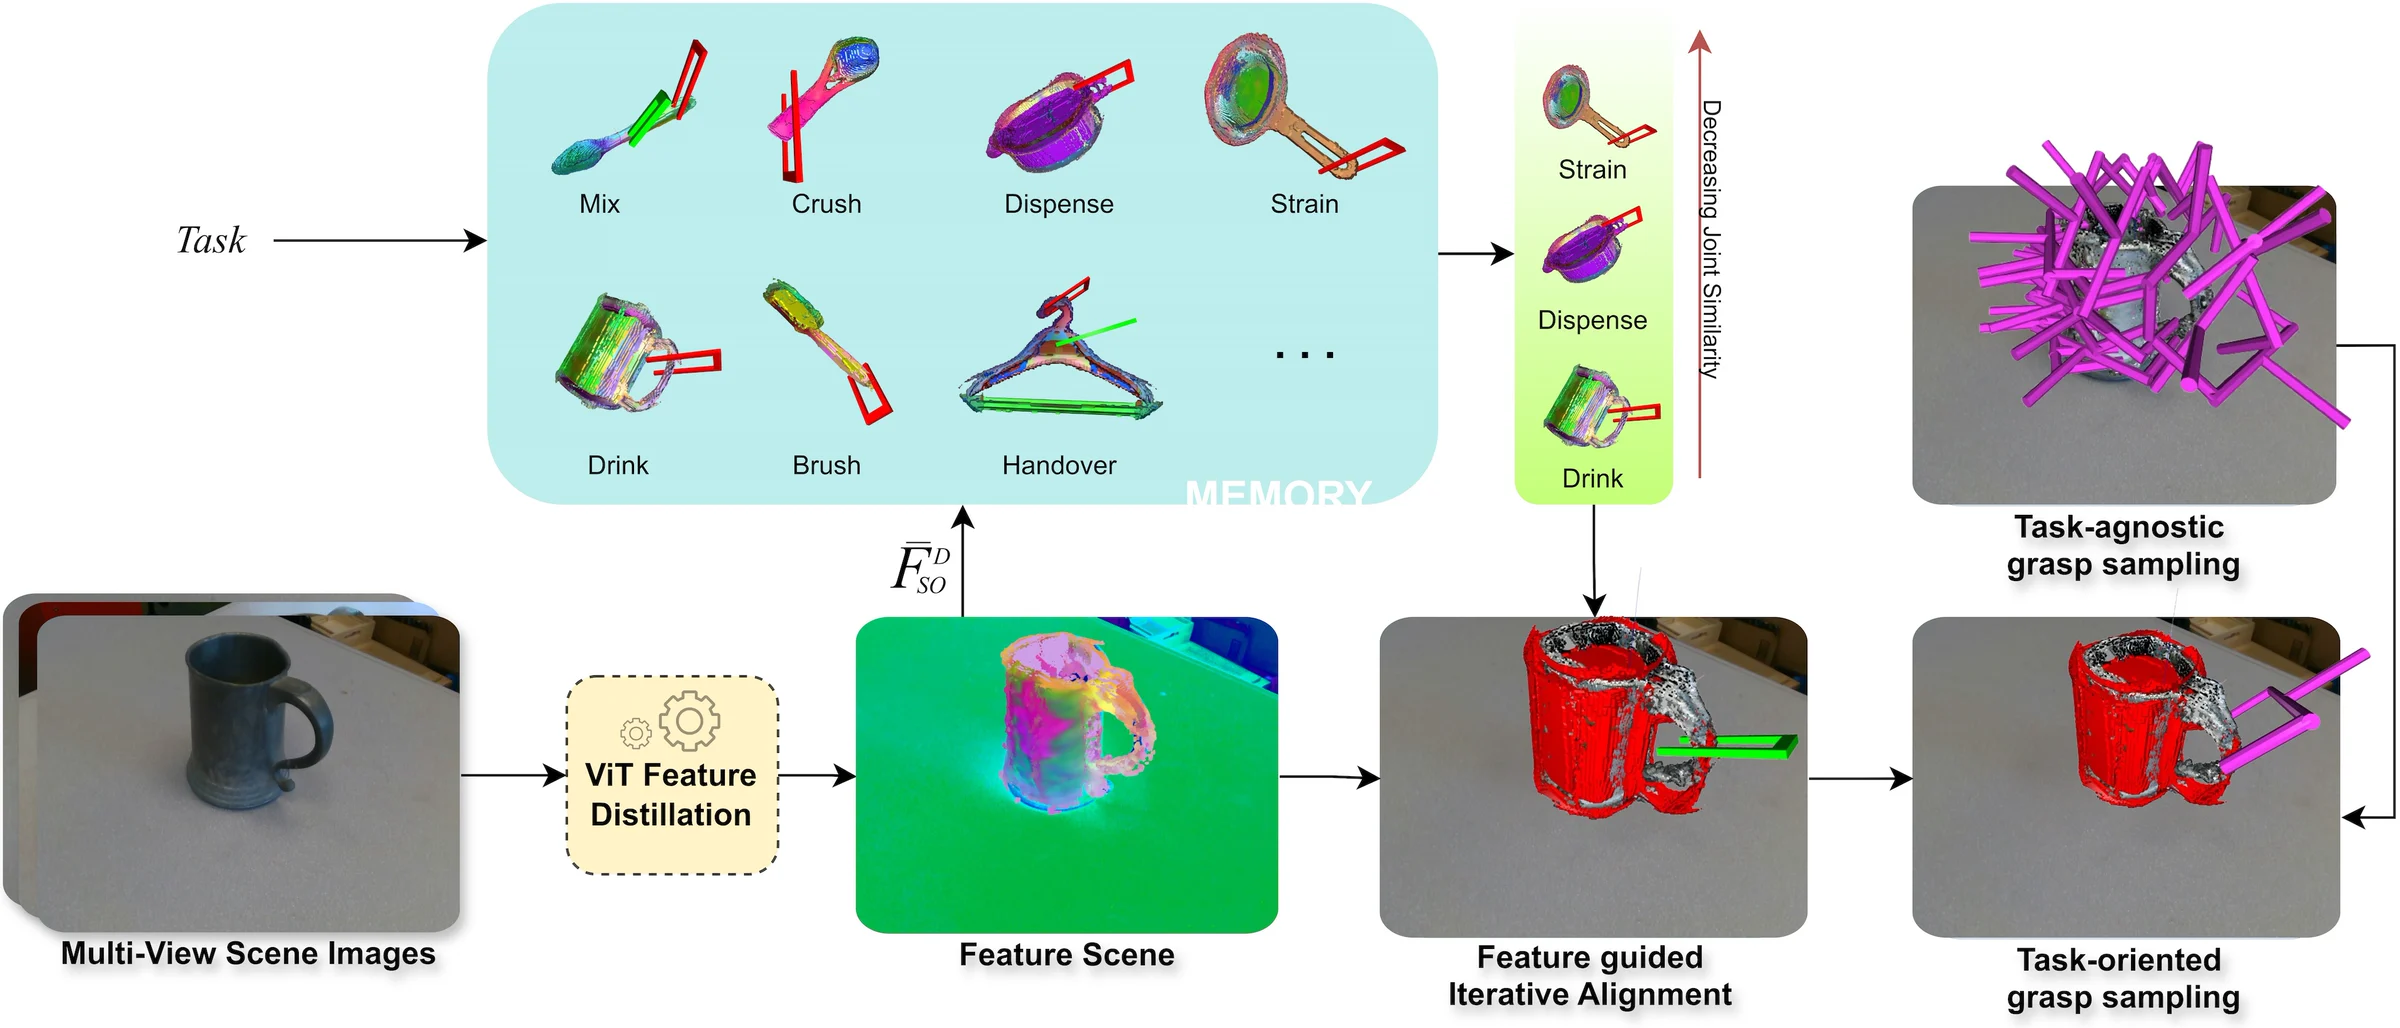 Task
Mix
Crush
Dispense
Strain
Drink
Brush
Handover
...
MEMORY
Strain
Dispense
Drink
Decreasing Joint Similarity
Task-agnostic
grasp sampling
F̅ᴰ_SO
Multi-View Scene Images
ViT Feature
Distillation
Feature Scene
Feature guided
Iterative Alignment
Task-oriented
grasp sampling